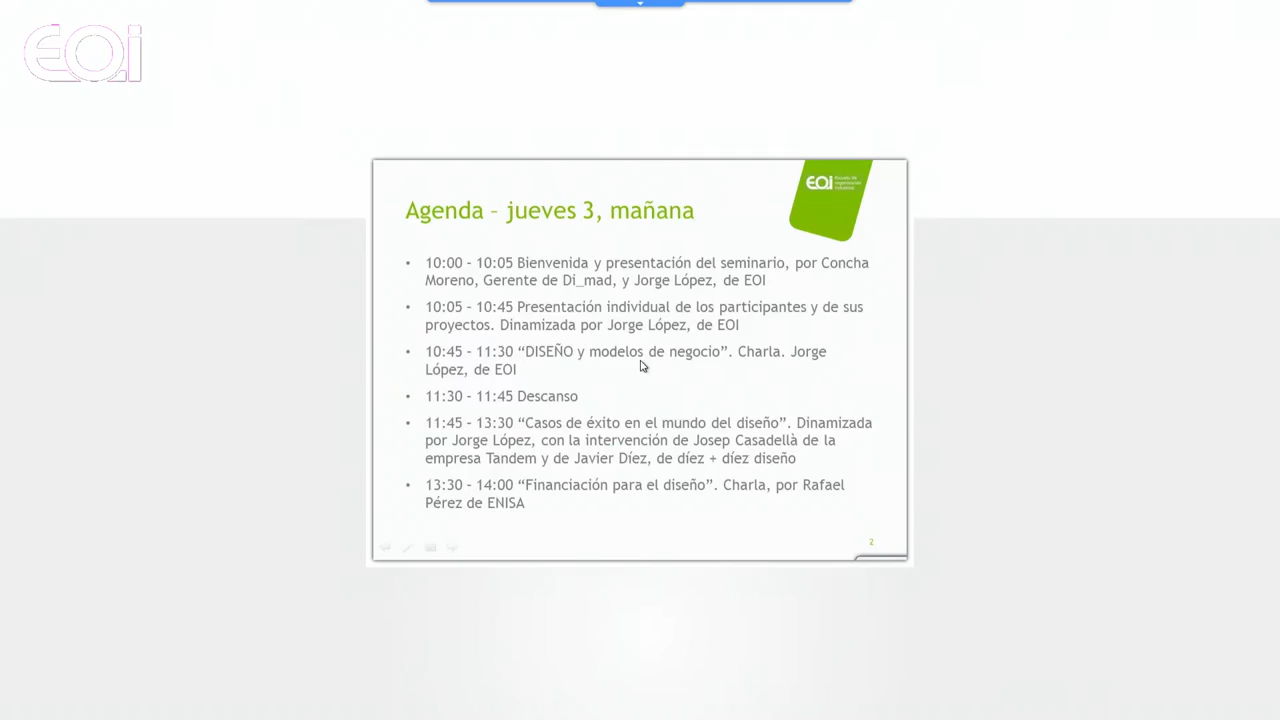 EOi
EOi Escuela de
organización
industrial
Agenda – jueves 3, mañana
• 10:00 – 10:05 Bienvenida y presentación del seminario, por Concha
Moreno, Gerente de Di_mad, y Jorge López, de EOI
• 10:05 – 10:45 Presentación individual de los participantes y de sus
proyectos. Dinamizada por Jorge López, de EOI
• 10:45 – 11:30 “DISEÑO y modelos de negocio”. Charla. Jorge
López, de EOI
• 11:30 – 11:45 Descanso
• 11:45 – 13:30 “Casos de éxito en el mundo del diseño”. Dinamizada
por Jorge López, con la intervención de Josep Casadellà de la
empresa Tandem y de Javier Díez, de díez + díez diseño
• 13:30 – 14:00 “Financiación para el diseño”. Charla, por Rafael
Pérez de ENISA
2